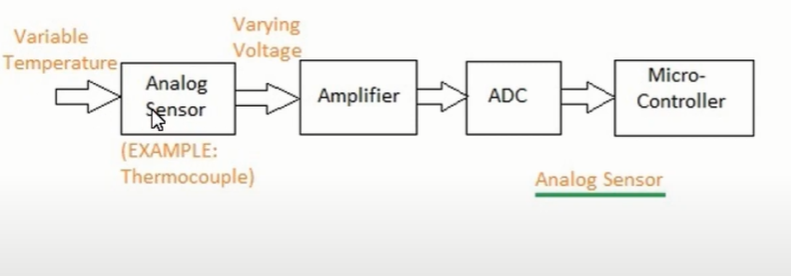 Variable
Temperature
Varying
Voltage
Analog
Sensor
Amplifier
ADC
Micro-
Controller
(EXAMPLE:
Thermocouple)
Analog Sensor